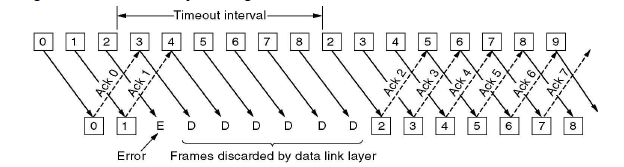 Timeout interval
0 1 2 3 4 5 6 7 8 2 3 4 5 6 7 8 9
Ack 0 Ack 1 Ack 2 Ack 3 Ack 4 Ack 5 Ack 6 Ack 7
0 1 E D D D D D D 2 3 4 5 6 7 8
Error Frames discarded by data link layer